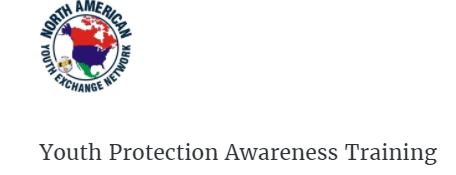 NORTH AMERICAN
YOUTH EXCHANGE NETWORK
Youth Protection Awareness Training